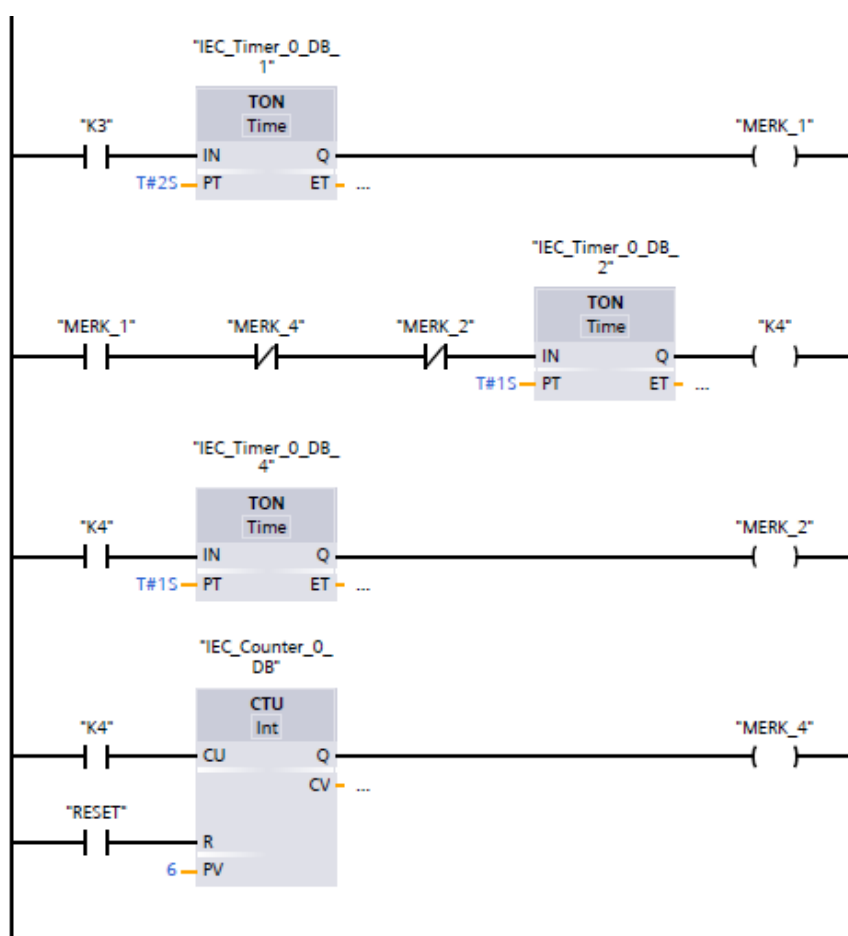 "IEC_Timer_0_DB_
1"
TON
Time
"K3"
"MERK_1"
IN Q
T#2S PT ET ...
"IEC_Timer_0_DB_
2"
TON
Time
"MERK_1" "MERK_4" "MERK_2"
"K4"
IN Q
T#1S PT ET ...
"IEC_Timer_0_DB_
4"
TON
Time
"K4"
"MERK_2"
IN Q
T#1S PT ET ...
"IEC_Counter_0_
DB"
CTU
Int
"K4"
"MERK_4"
CU Q
CV ...
"RESET"
R
6 PV